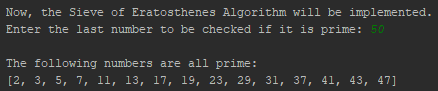 Now, the Sieve of Eratosthenes Algorithm will be implemented.
Enter the last number to be checked if it is prime: 50
The following numbers are all prime:
[2, 3, 5, 7, 11, 13, 17, 19, 23, 29, 31, 37, 41, 43, 47]